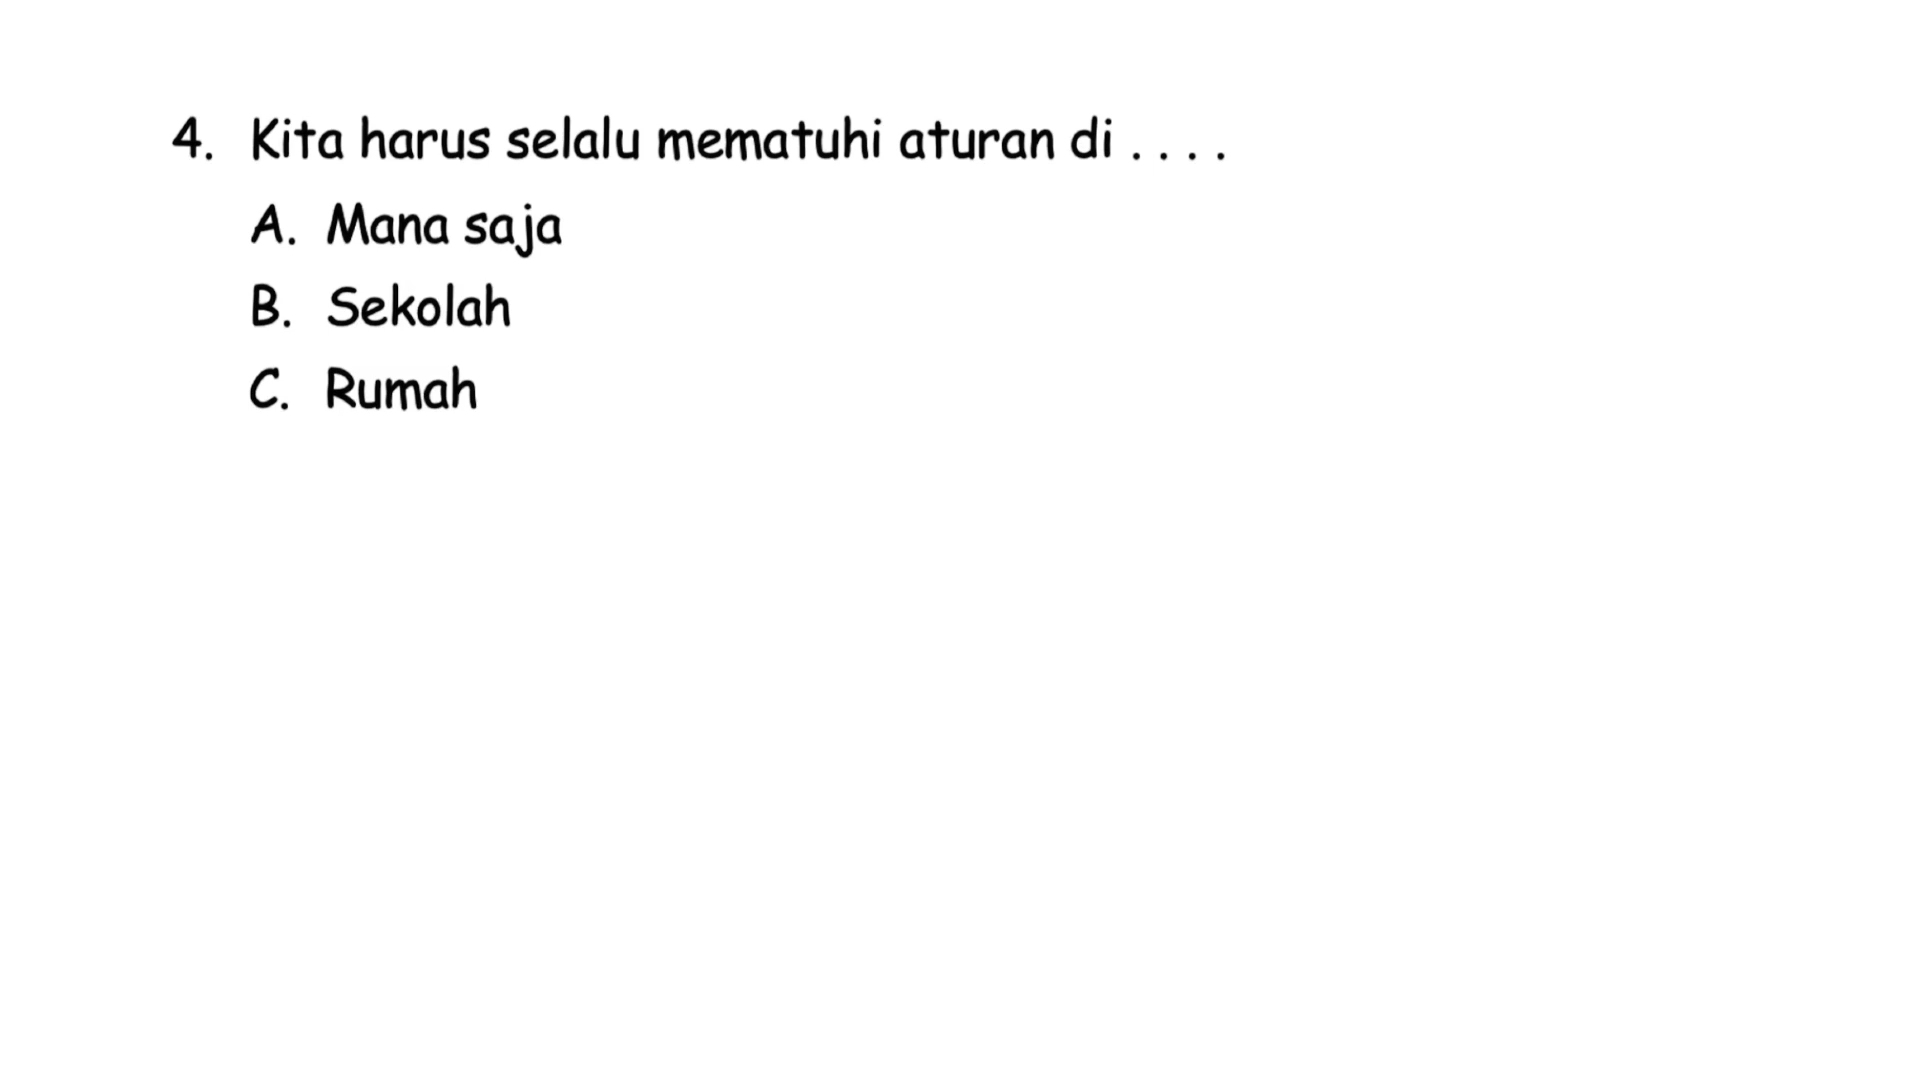 4. Kita harus selalu mematuhi aturan di . . . .
A. Mana saja
B. Sekolah
C. Rumah